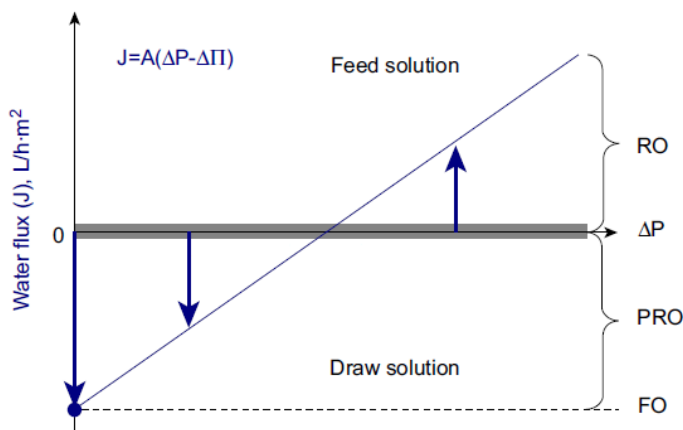 J=A(ΔP-ΔΠ)
Feed solution
RO
Water flux (J), L/h·m²
0
ΔP
PRO
Draw solution
FO